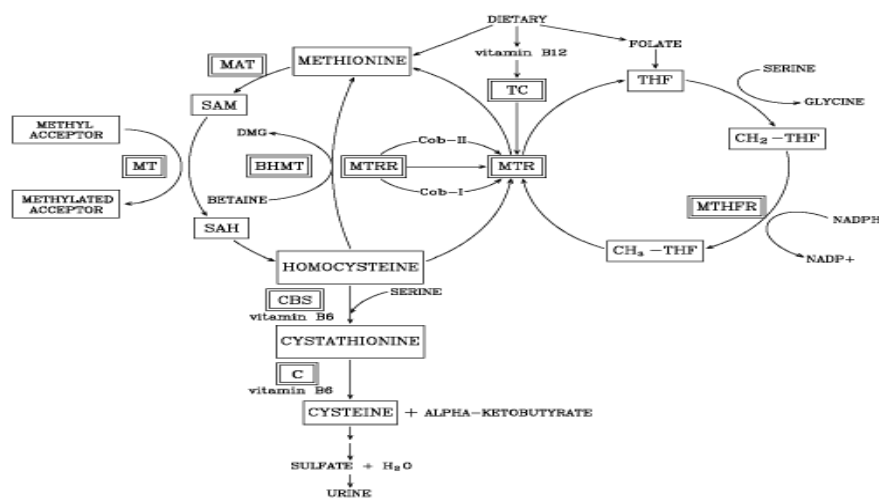 DIETARY
vitamin B12
FOLATE
MAT
METHIONINE
TC
THF
SERINE
GLYCINE
SAM
METHYL
ACCEPTOR
DMG
Cob-II
CH₂-THF
MT
BHMT
MTRR
MTR
BETAINE
Cob-I
METHYLATED
ACCEPTOR
MTHFR
NADPH
SAH
CH₃-THF
NADP+
HOMOCYSTEINE
CBS
SERINE
vitamin B6
CYSTATHIONINE
C
vitamin B6
CYSTEINE + ALPHA-KETOBUTYRATE
SULFATE + H₂O
URINE